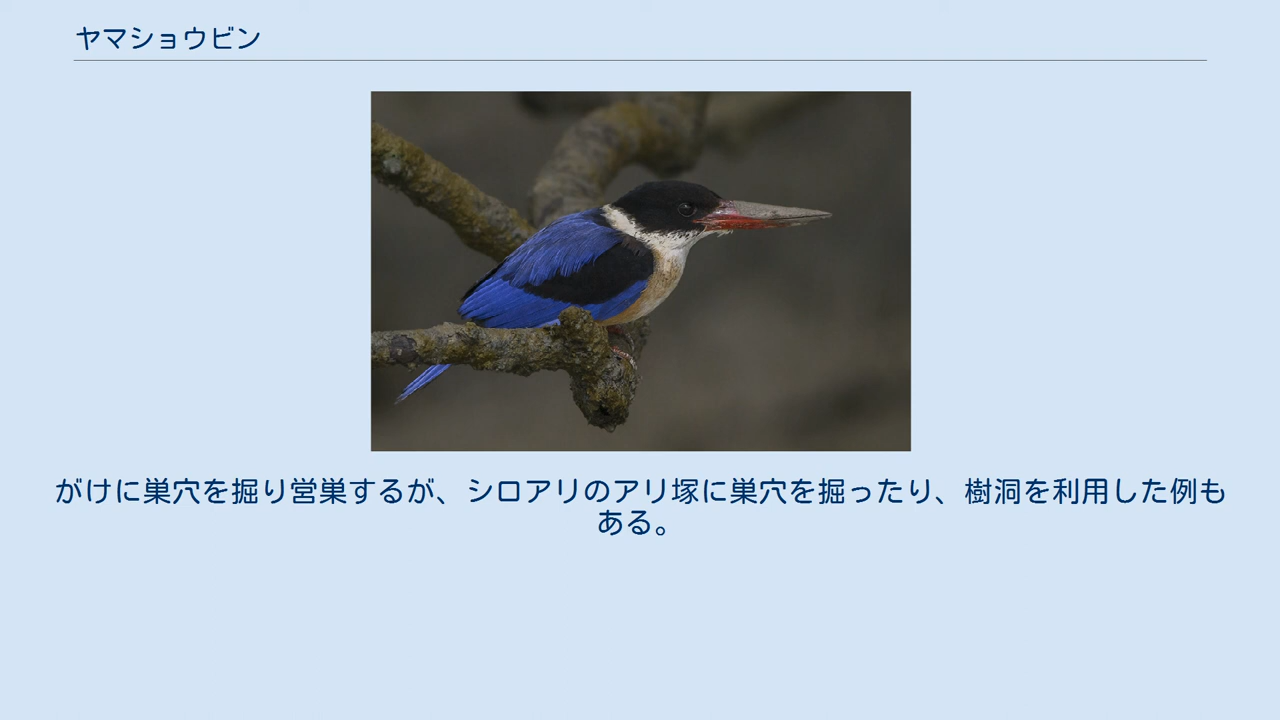 ヤマショウビン
がけに巣穴を掘り営巣するが、シロアリのアリ塚に巣穴を掘ったり、樹洞を利用した例も
ある。